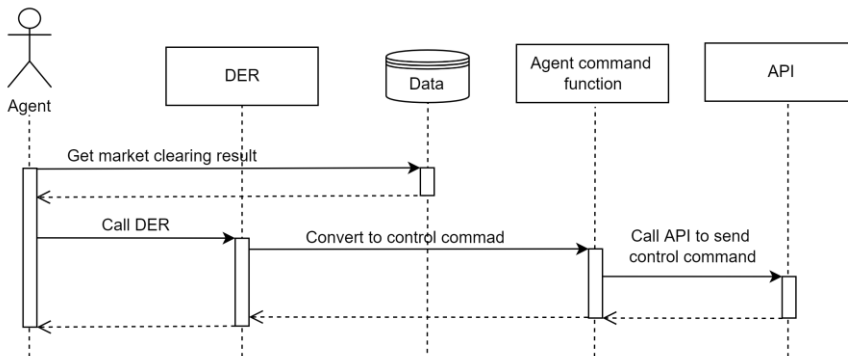 Agent
DER
Data
Agent command
function
API
Get market clearing result
Call DER
Convert to control commad
Call API to send
control command